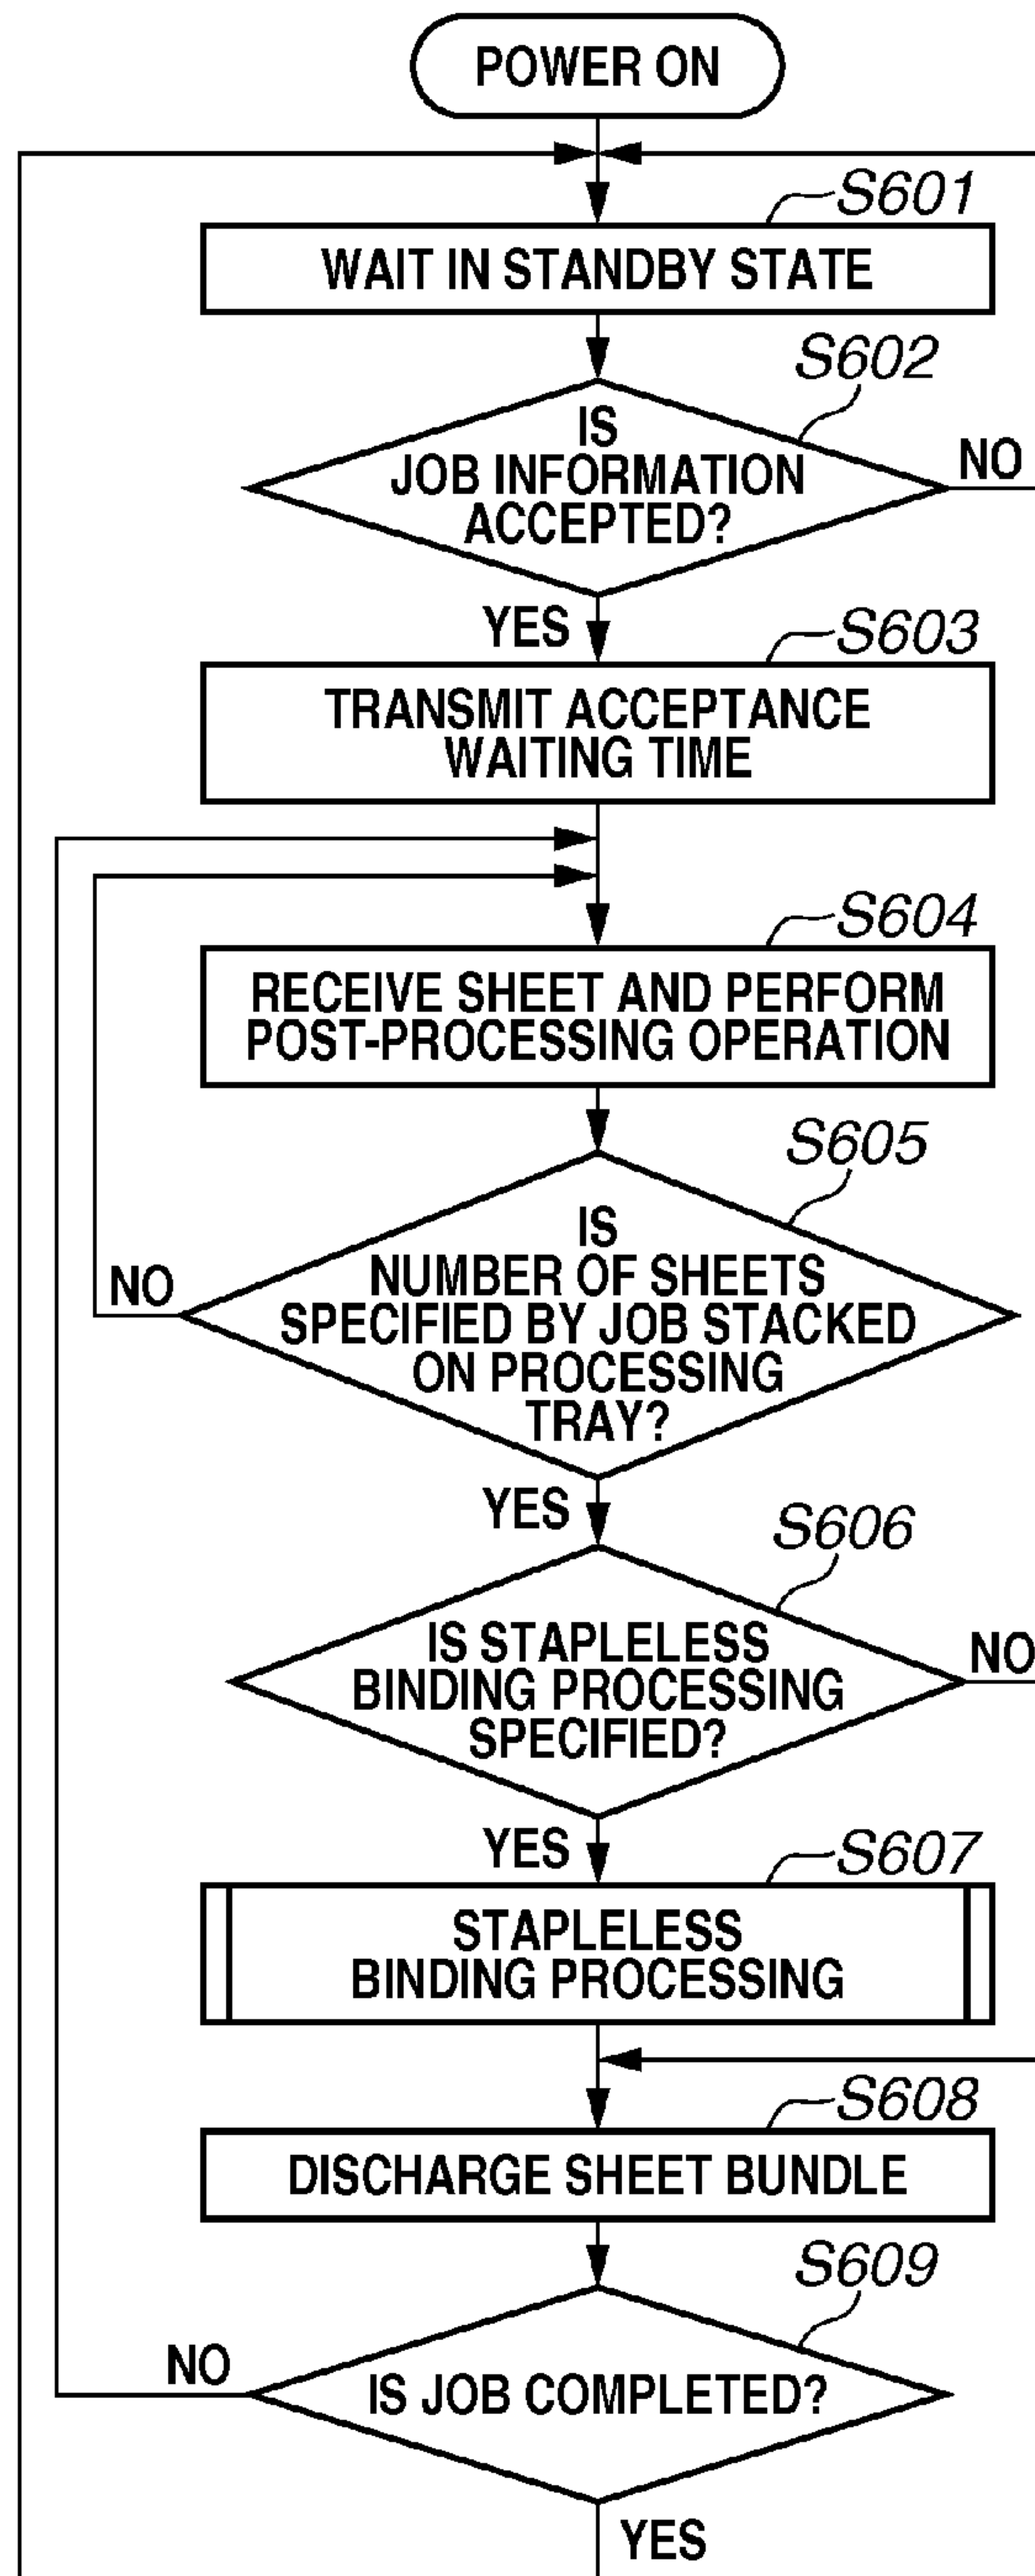 POWER ON
S601
WAIT IN STANDBY STATE
S602
IS
JOB INFORMATION
ACCEPTED?
NO
YES
S603
TRANSMIT ACCEPTANCE
WAITING TIME
S604
RECEIVE SHEET AND PERFORM
POST-PROCESSING OPERATION
S605
IS
NUMBER OF SHEETS
SPECIFIED BY JOB STACKED
ON PROCESSING
TRAY?
NO
YES
S606
IS STAPLELESS
BINDING PROCESSING
SPECIFIED?
NO
YES
S607
STAPLELESS
BINDING PROCESSING
S608
DISCHARGE SHEET BUNDLE
S609
IS JOB COMPLETED?
NO
YES